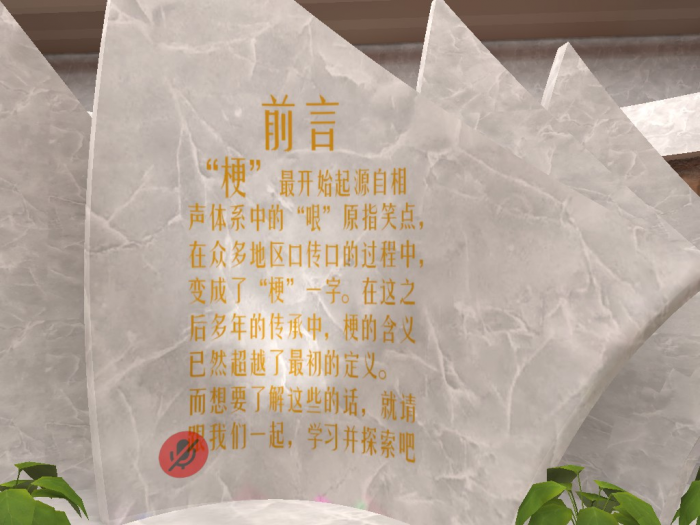 前言
“梗”最开始起源自相
声体系中的“哏”原指笑点，
在众多地区口传口的过程中，
变成了“梗”一字。在这之
后多年的传承中，梗的含义
已然超越了最初的定义。
而想要了解这些的话，就请
跟我们一起，学习并探索吧